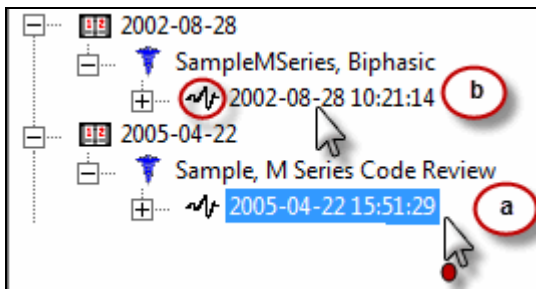 2002-08-28
SampleMSeries, Biphasic
2002-08-28 10:21:14 b
2005-04-22
Sample, M Series Code Review
2005-04-22 15:51:29 a